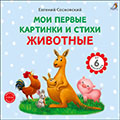 Евгений Сосновский
МОИ ПЕРВЫЕ
КАРТИНКИ И СТИХИ
ЖИВОТНЫЕ
6